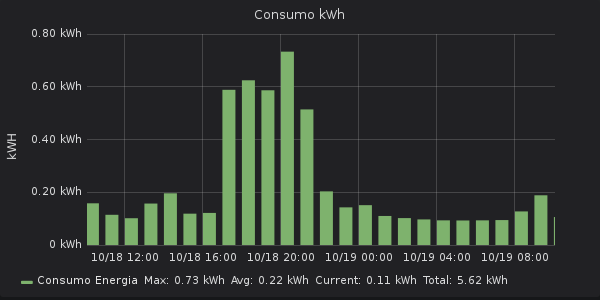 Consumo kWh
0.80 kWh
0.60 kWh
0.40 kWh
0.20 kWh
0 kWh
kWH
10/18 12:00 10/18 16:00 10/18 20:00 10/19 00:00 10/19 04:00 10/19 08:00
Consumo Energia Max: 0.73 kWh Avg: 0.22 kWh Current: 0.11 kWh Total: 5.62 kWh